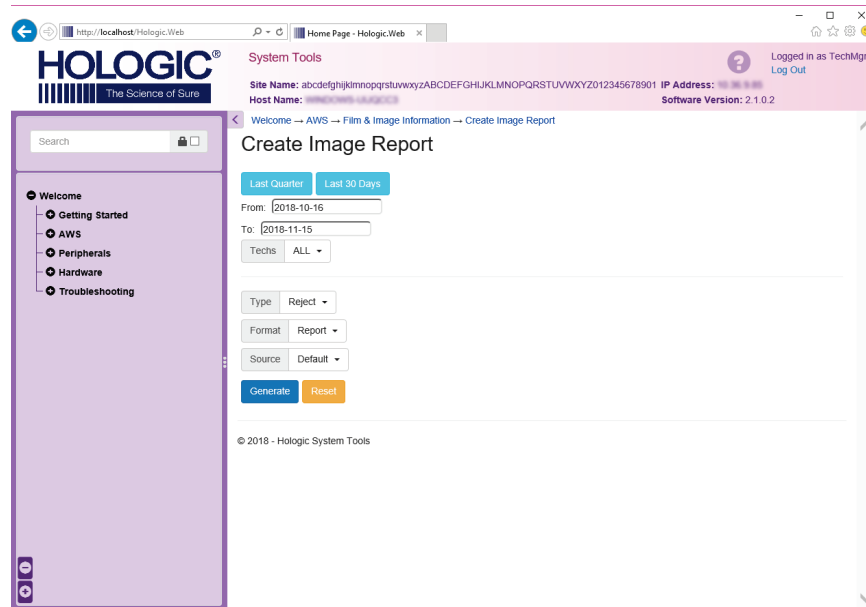 http://localhost/Hologic.Web
Home Page - Hologic.Web
HOLOGIC®
The Science of Sure
System Tools
Logged in as TechMgr
Log Out
Site Name: abcdefghijklmnopqrstuvwxyzABCDEFGHIJKLMNOPQRSTUVWXYZ012345678901 IP Address:
Host Name:
Software Version: 2.1.0.2
Welcome → AWS → Film & Image Information → Create Image Report
Search
Create Image Report
Last Quarter Last 30 Days
From: 2018-10-16
To: 2018-11-15
Techs ALL
Welcome
Getting Started
AWS
Peripherals
Hardware
Troubleshooting
Type Reject
Format Report
Source Default
Generate Reset
© 2018 - Hologic System Tools